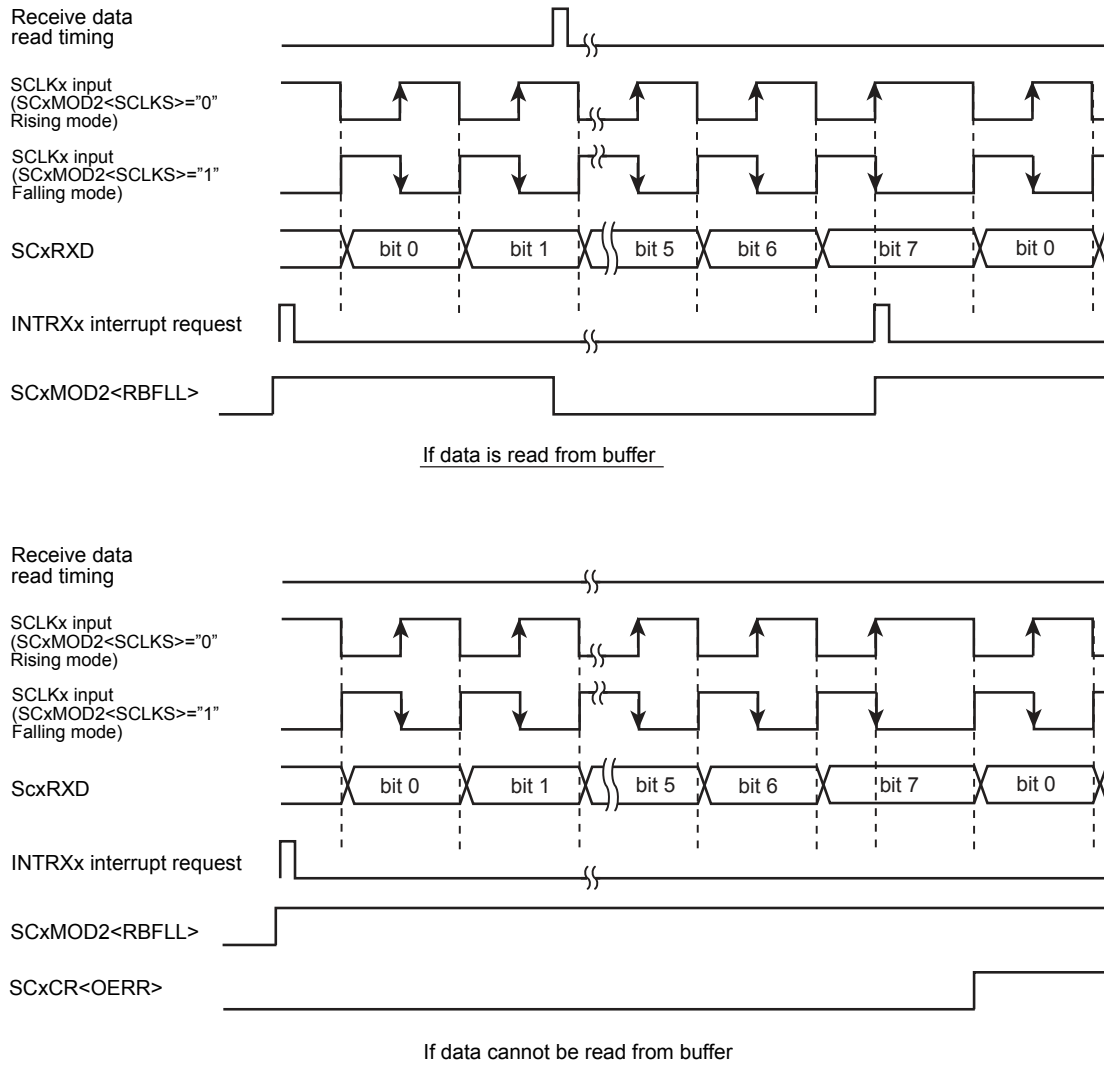 Receive data
read timing
SCLKx input
(SCxMOD2<SCLKS>=”0”
Rising mode)
SCLKx input
(SCxMOD2<SCLKS>=”1”
Falling mode)
SCxRXD
bit 0 bit 1 bit 5 bit 6 bit 7 bit 0
INTRXx interrupt request
SCxMOD2<RBFLL>
If data is read from buffer
Receive data
read timing
SCLKx input
(SCxMOD2<SCLKS>=”0”
Rising mode)
SCLKx input
(SCxMOD2<SCLKS>=”1”
Falling mode)
ScxRXD
bit 0 bit 1 bit 5 bit 6 bit 7 bit 0
INTRXx interrupt request
SCxMOD2<RBFLL>
SCxCR<OERR>
If data cannot be read from buffer